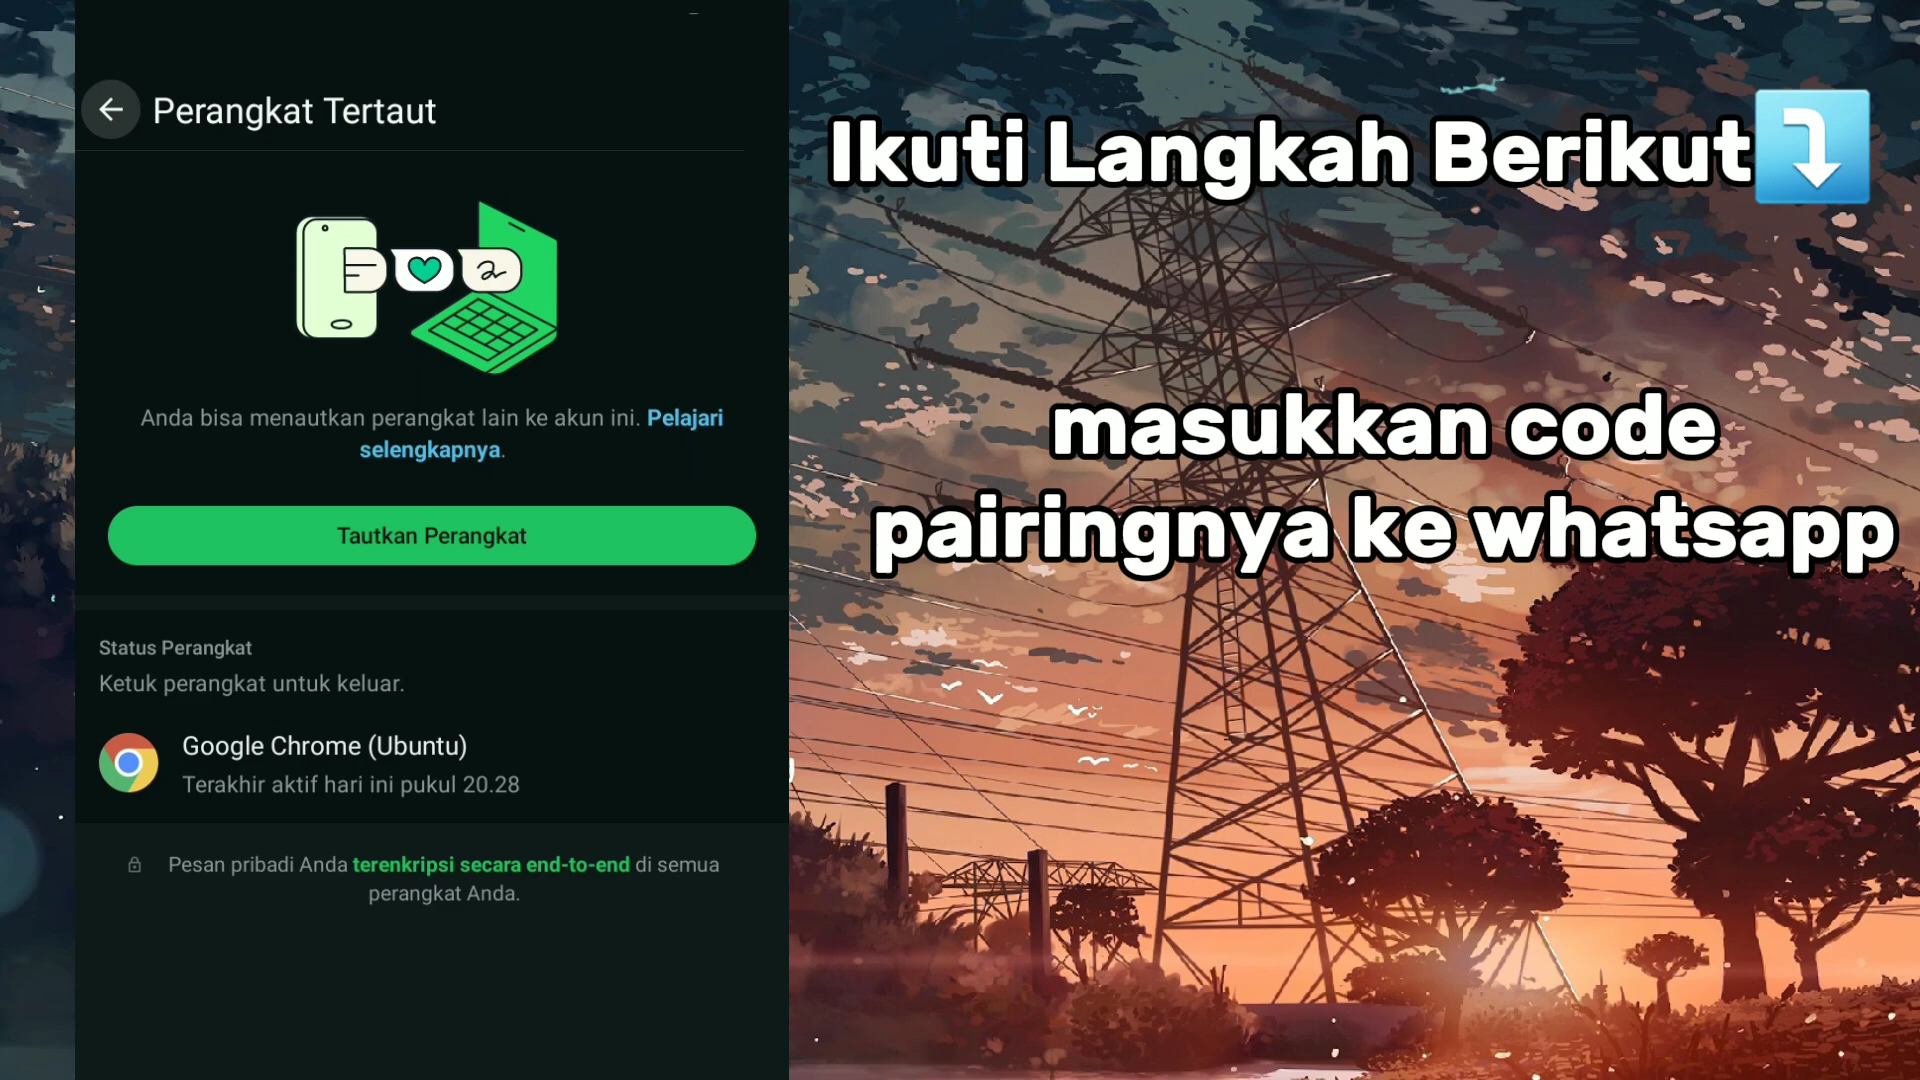 Perangkat Tertaut
Anda bisa menautkan perangkat lain ke akun ini. Pelajari
selengkapnya.
Tautkan Perangkat
Status Perangkat
Ketuk perangkat untuk keluar.
Google Chrome (Ubuntu)
Terakhir aktif hari ini pukul 20.28
Pesan pribadi Anda terenkripsi secara end-to-end di semua
perangkat Anda.
Ikuti Langkah Berikut⤵️
masukkan code
pairingnya ke whatsapp